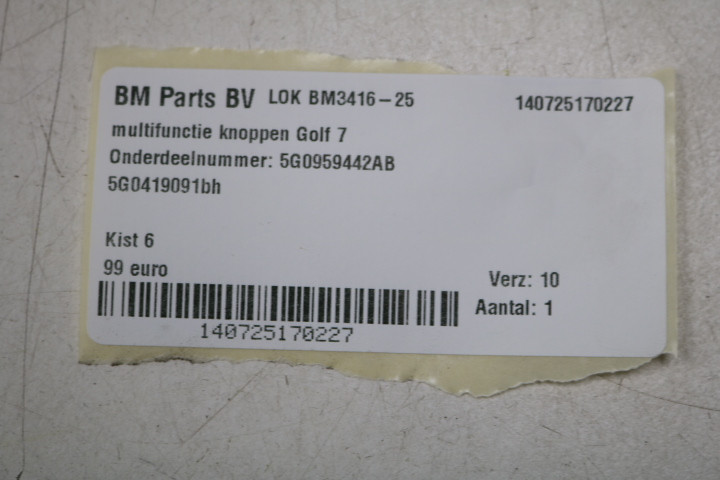 BM Parts BV LOK BM3416-25 140725170227
multifunctie knoppen Golf 7
Onderdeelnummer: 5G0959442AB
5G0419091bh
Kist 6
99 euro
Verz: 10
Aantal: 1
140725170227